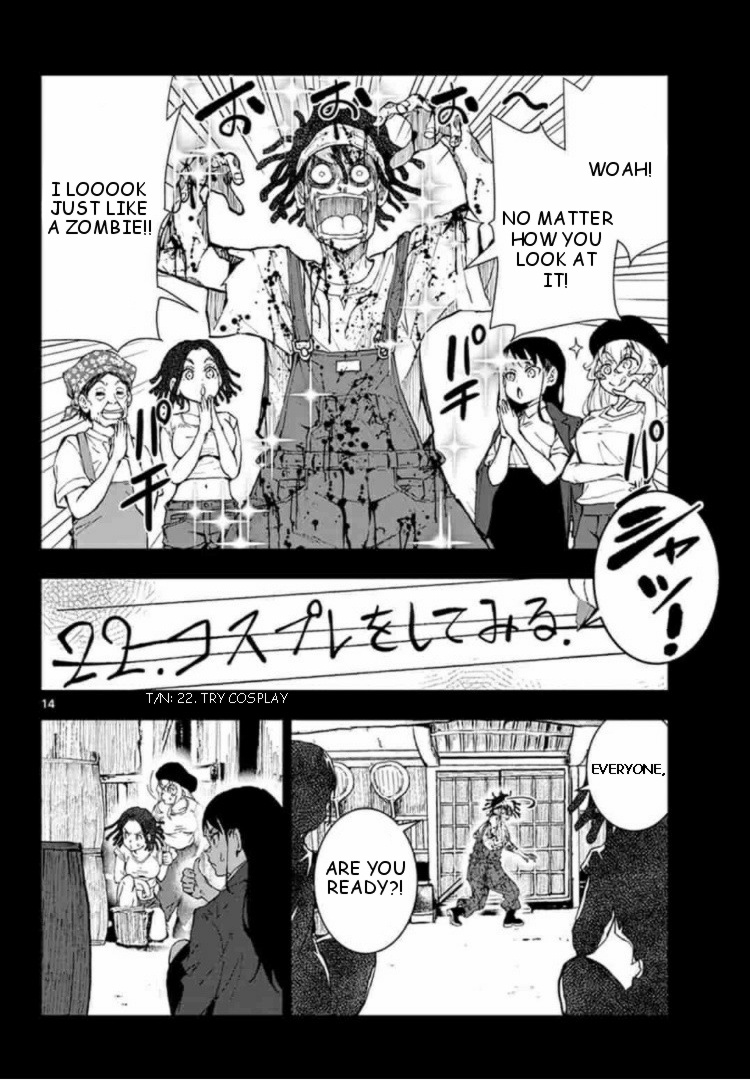 おおおお〜
WOAH!
NO MATTER
HOW YOU
LOOK AT
IT!
I LOOOOK
JUST LIKE
A ZOMBIE!!
パチ
パチ
パチ
シャッ!
22.コスプレをしてみる.
T/N: 22. TRY COSPLAY
14
EVERYONE,
ARE YOU
READY?!